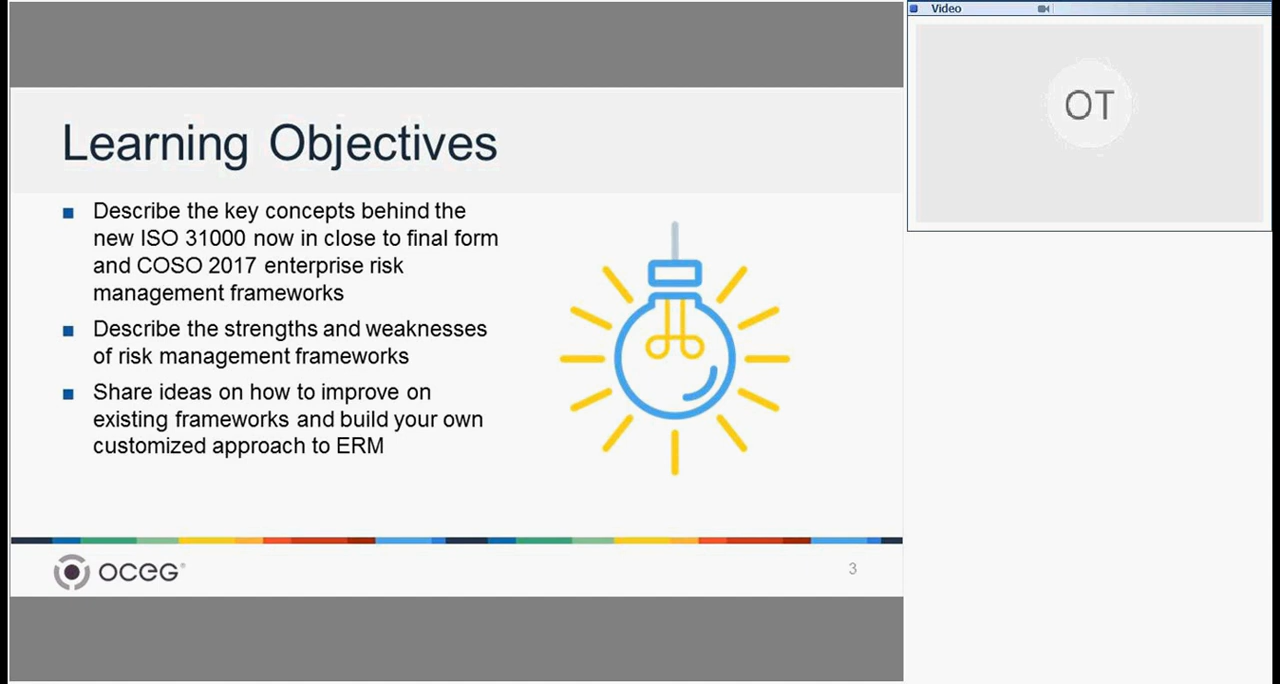 Learning Objectives
Describe the key concepts behind the
new ISO 31000 now in close to final form
and COSO 2017 enterprise risk
management frameworks
Describe the strengths and weaknesses
of risk management frameworks
Share ideas on how to improve on
existing frameworks and build your own
customized approach to ERM
OCEG®
3
Video
OT